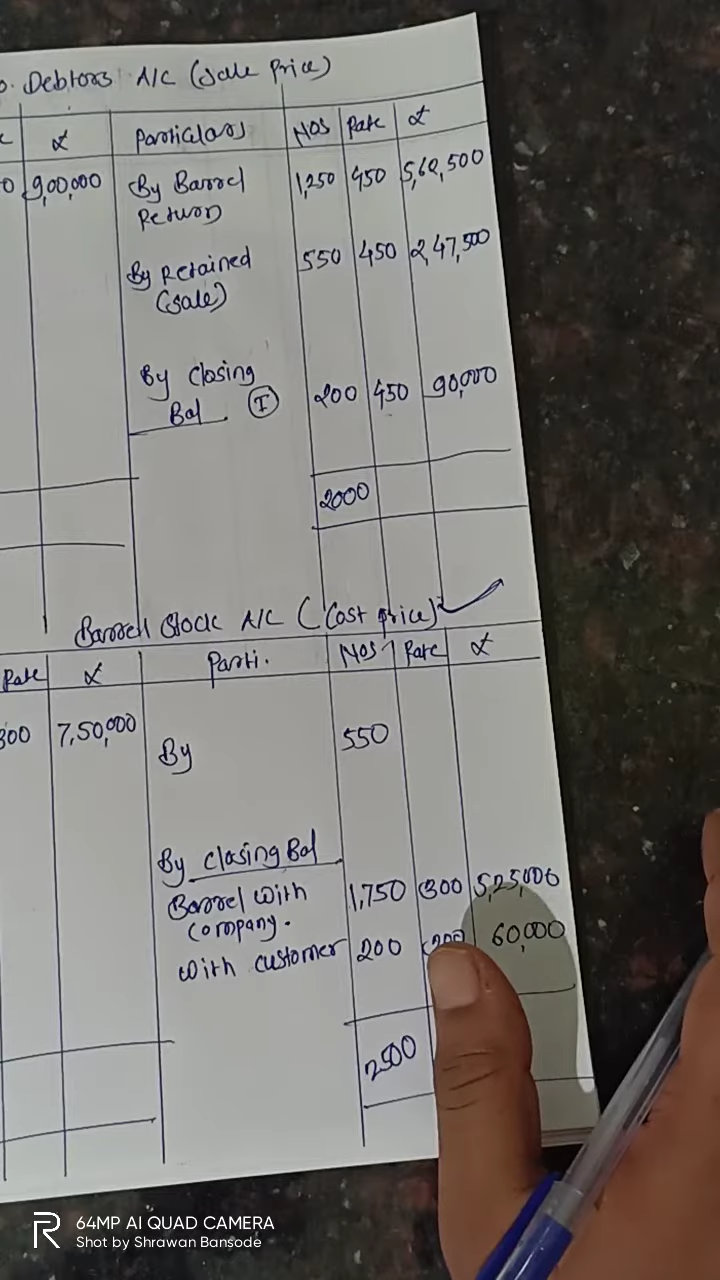 o. Debtors A/C (Sale Price)
₹ Particlars Nos Rate ₹
0 9,00,000 By Barrel 1,250 450 5,62,500
Return
By Retained 550 450 2,47,500
(sale)
By Closing 200 450 90,000
Bal I
2000
Barrel Stock A/C (Cost price)
Rate ₹ Parti. Nos Rate ₹
300 7,50,000 By 550
By Closing Bal
Barrel with 1,750 300 5,25,000
Company.
with customer 200 300 60,000
2500
64MP AI QUAD CAMERA
Shot by Shrawan Bansode